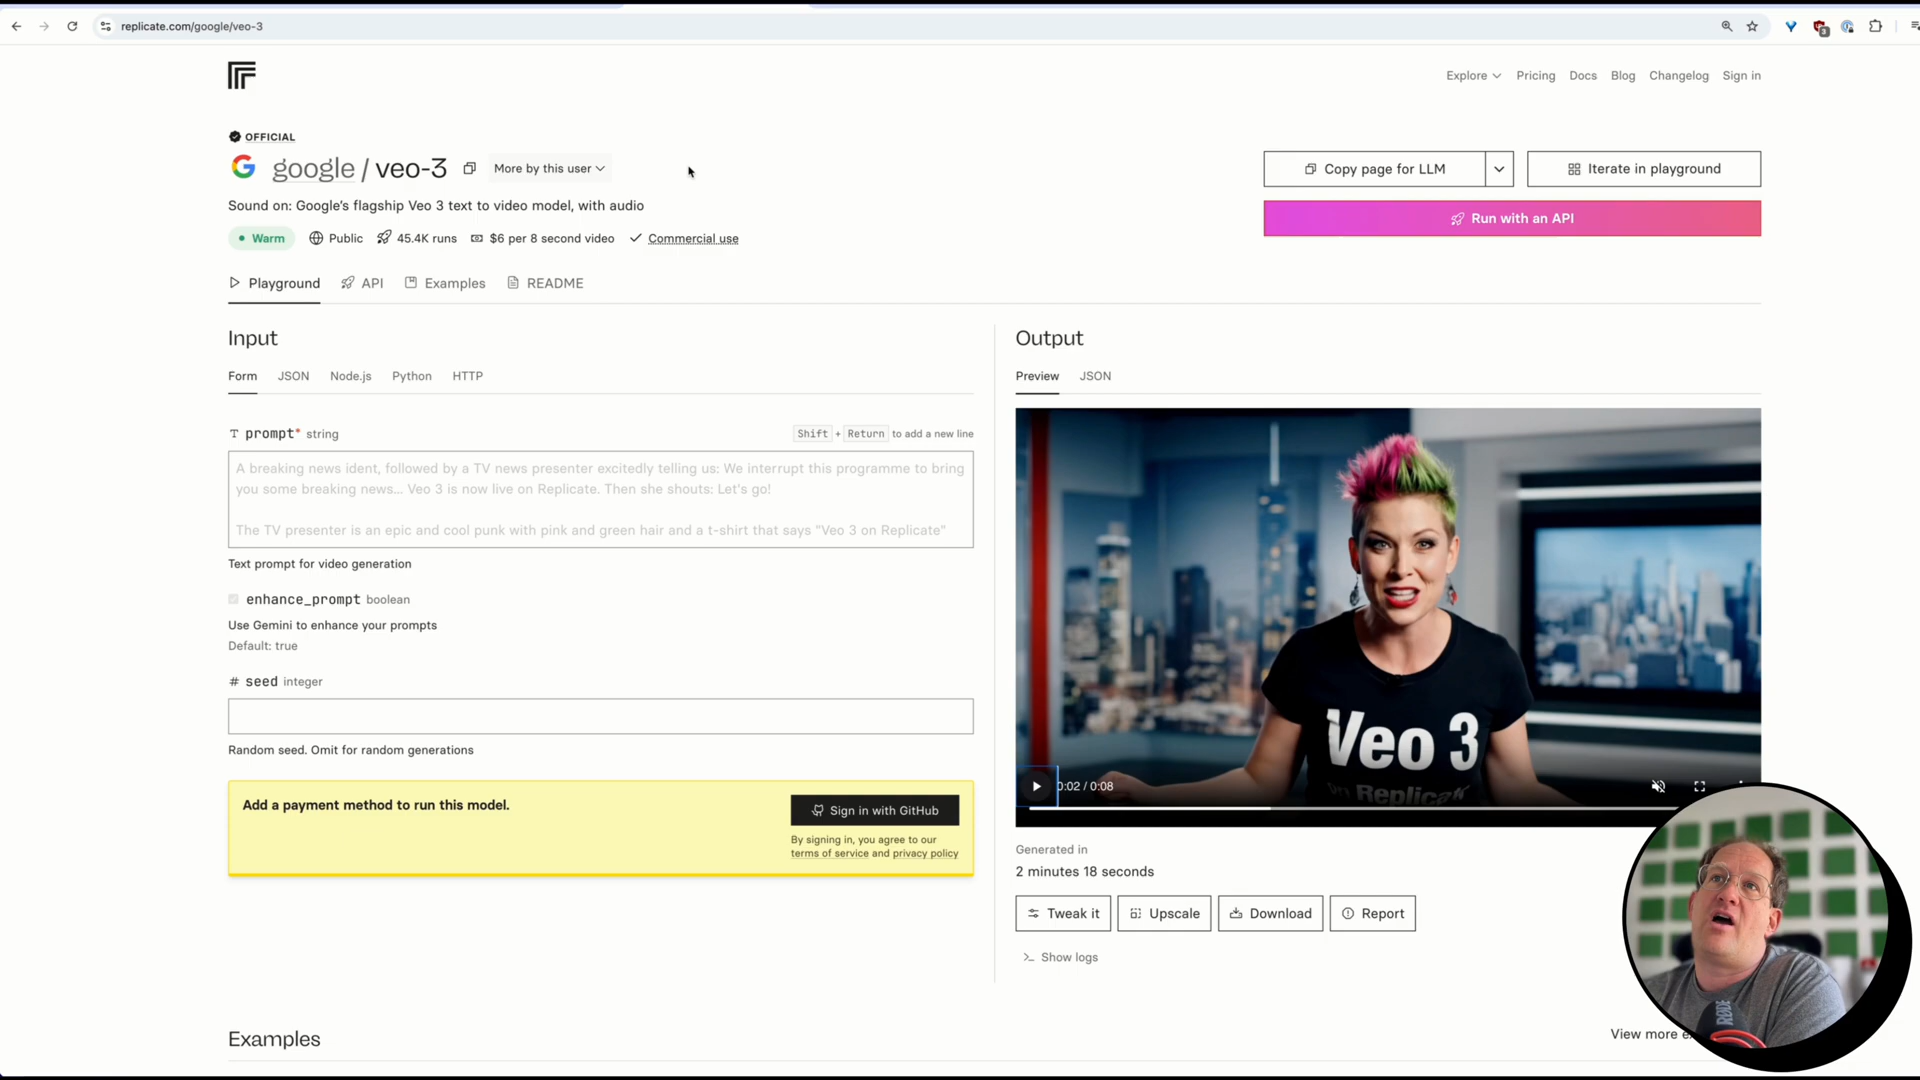 replicate.com/google/veo-3
Explore
Pricing
Docs
Blog
Changelog
Sign in
OFFICIAL
google / veo-3
More by this user
Copy page for LLM
Iterate in playground
Sound on: Google's flagship Veo 3 text to video model, with audio
Run with an API
Warm
Public
45.4K runs
$6 per 8 second video
Commercial use
Playground
API
Examples
README
Input
Form
JSON
Node.js
Python
HTTP
T prompt* string
Shift + Return to add a new line
A breaking news ident, followed by a TV news presenter excitedly telling us: We interrupt this programme to bring
you some breaking news... Veo 3 is now live on Replicate. Then she shouts: Let's go!
The TV presenter is an epic and cool punk with pink and green hair and a t-shirt that says "Veo 3 on Replicate"
Text prompt for video generation
enhance_prompt boolean
Use Gemini to enhance your prompts
Default: true
# seed integer
Random seed. Omit for random generations
Add a payment method to run this model.
Sign in with GitHub
By signing in, you agree to our
terms of service and privacy policy
Output
Preview
JSON
Veo 3
on Replicate
0:02 / 0:08
Generated in
2 minutes 18 seconds
Tweak it
Upscale
Download
Report
Show logs
RØDE
Examples
View more